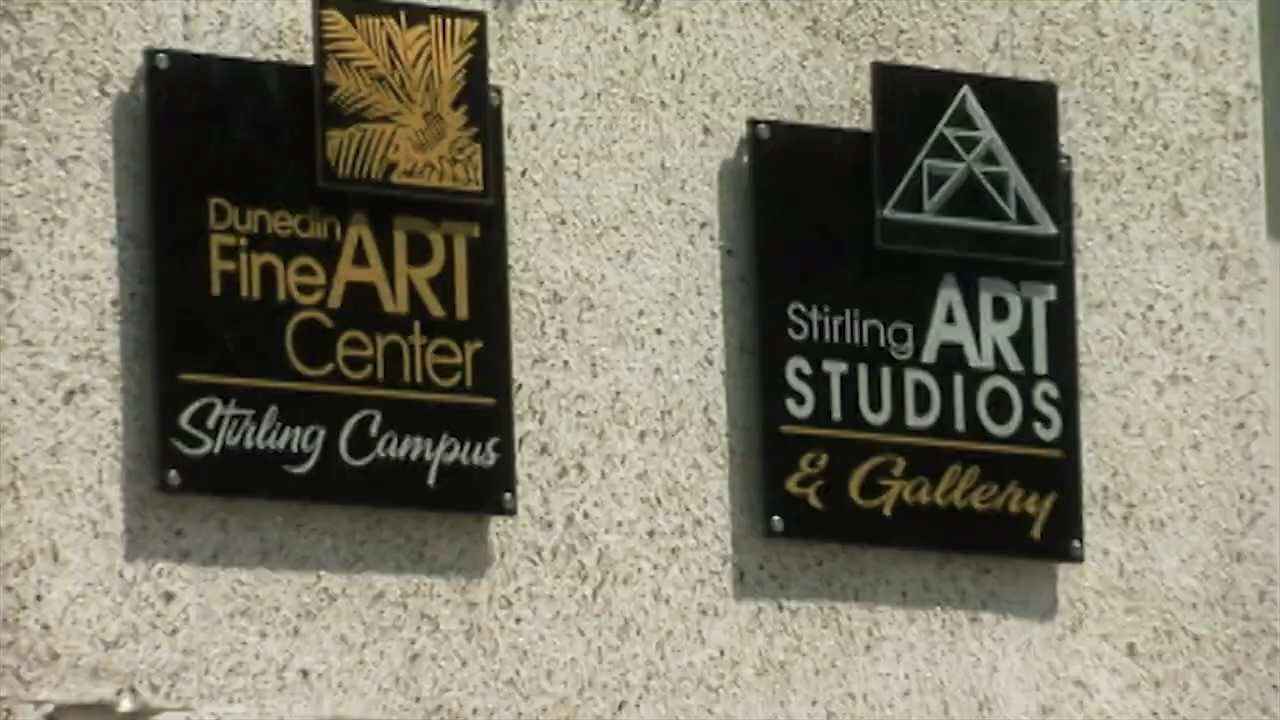 Dunedin
FineART
Center
Stirling Campus
Stirling ART
STUDIOS
& Gallery